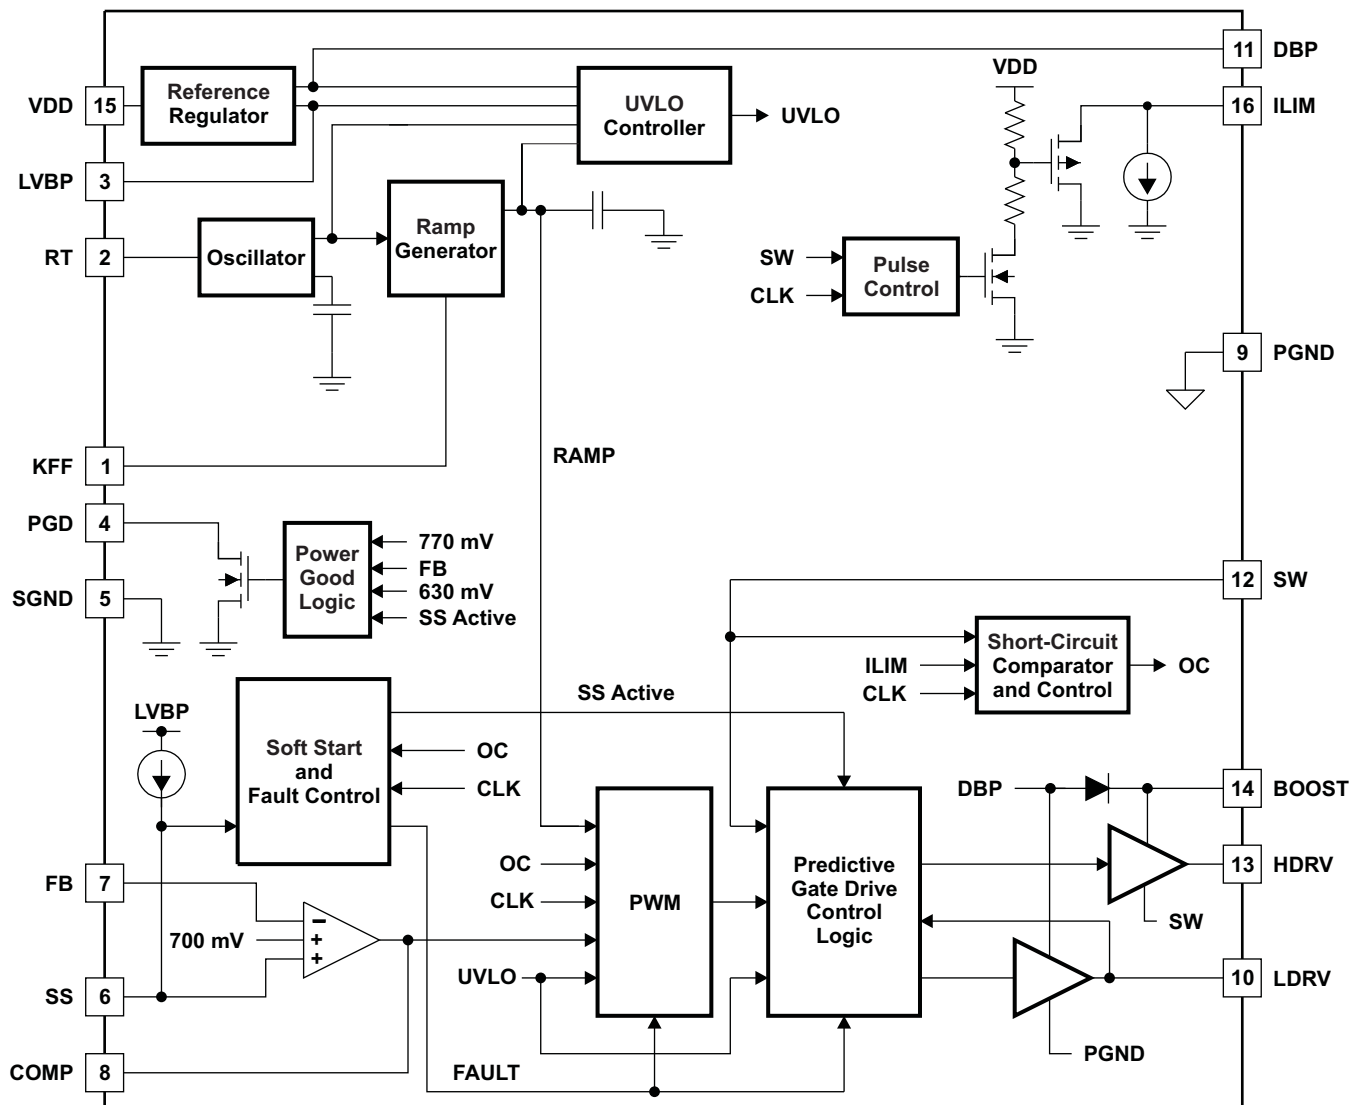 11 DBP
VDD
Reference
Regulator
UVLO
Controller
VDD 15
UVLO
16 ILIM
LVBP 3
Ramp
Generator
RT 2
Oscillator
SW
CLK
Pulse
Control
9 PGND
KFF 1
RAMP
PGD 4
Power
Good
Logic
770 mV
FB
630 mV
SS Active
SGND 5
12 SW
Short-Circuit
Comparator
and Control
ILIM
CLK
OC
SS Active
LVBP
Soft Start
and
Fault Control
OC
CLK
DBP
14 BOOST
FB 7
OC
CLK
PWM
Predictive
Gate Drive
Control
Logic
13 HDRV
SW
700 mV
−
+
+
UVLO
SS 6
10 LDRV
PGND
COMP 8
FAULT